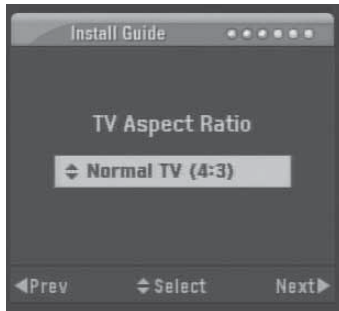 Install Guide
TV Aspect Ratio
Normal TV (4:3)
Prev Select Next